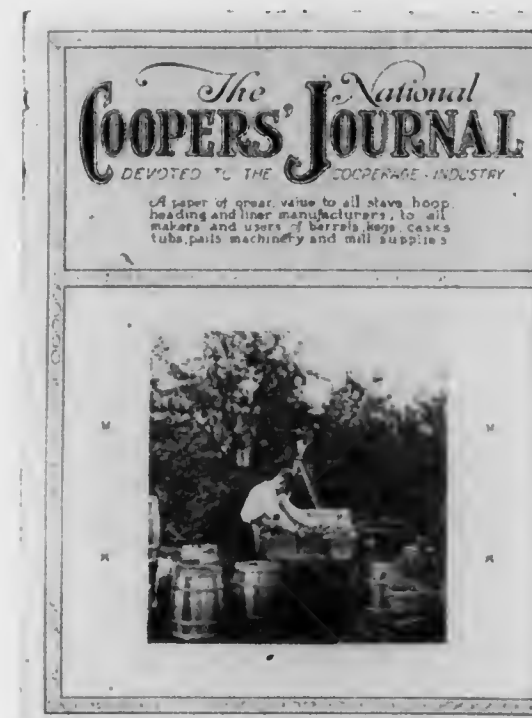 The National
COOPERS' JOURNAL
DEVOTED TO THE COOPERAGE - INDUSTRY
A paper of great value to all stave, hoop,
heading and liner manufacturers, to all
makers and users of barrels, kegs, casks
tubs, pails machinery and mill supplies